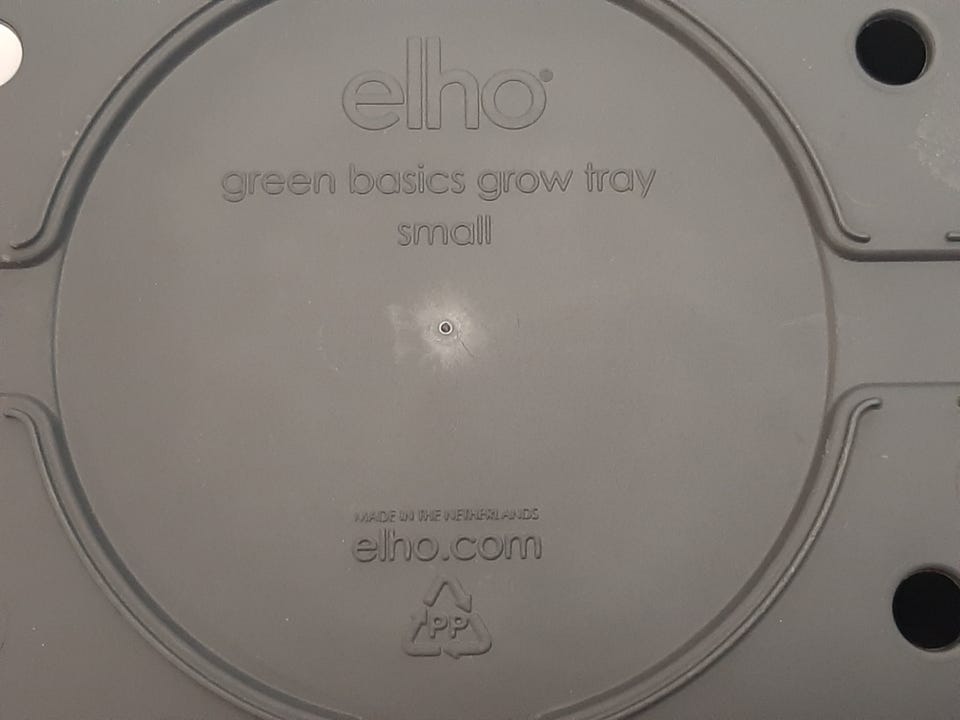 elho
green basics grow tray
small
MADE IN THE NETHERLANDS
elho.com
PP